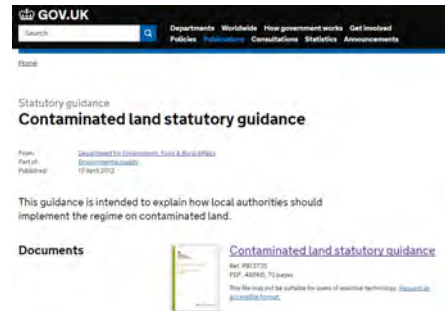 GOV.UK
Search
Departments Worldwide How government works Get involved
Policies Publications Consultations Statistics Announcements
Home
Statutory guidance
Contaminated land statutory guidance
From: Department for Environment, Food & Rural Affairs
Part of: Environmental quality
Published: 10 April 2012
This guidance is intended to explain how local authorities should
implement the regime on contaminated land.
Documents
Contaminated land statutory guidance
Ref: PB13735
PDF, 469KB, 70 pages
This file may not be suitable for users of assistive technology. Request an
accessible format.